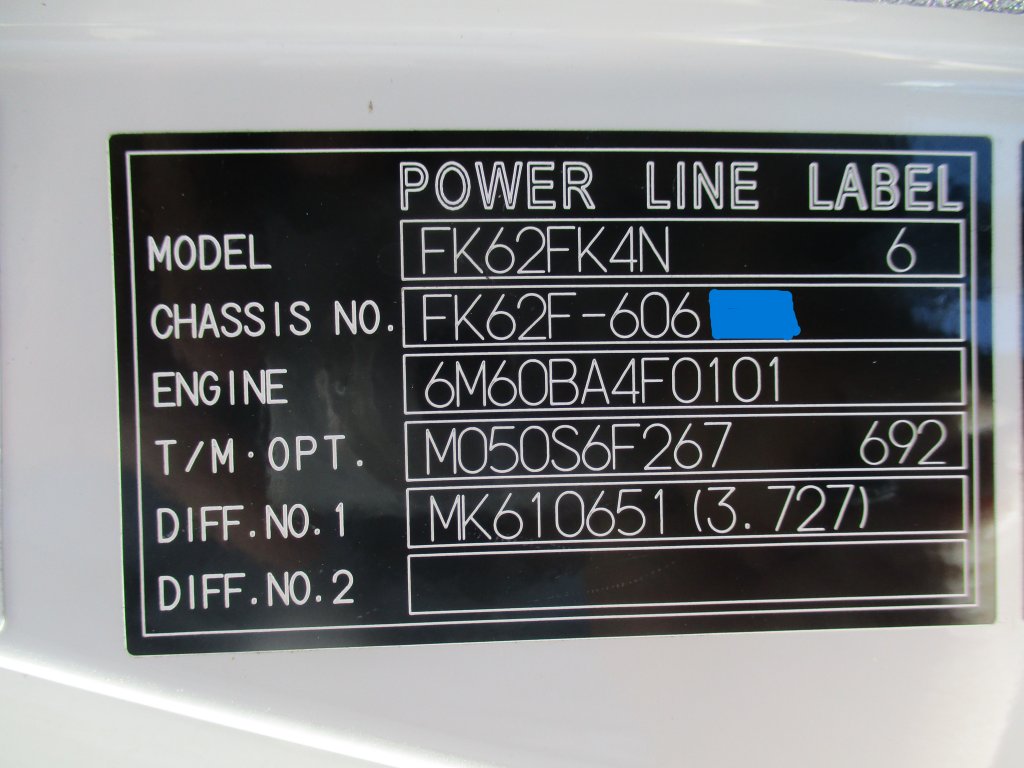 POWER LINE LABEL
MODEL FK62FK4N 6
CHASSIS NO. FK62F-606
ENGINE 6M60BA4F0101
T/M·OPT. M050S6F267 692
DIFF.NO.1 MK610651 (3.727)
DIFF.NO.2